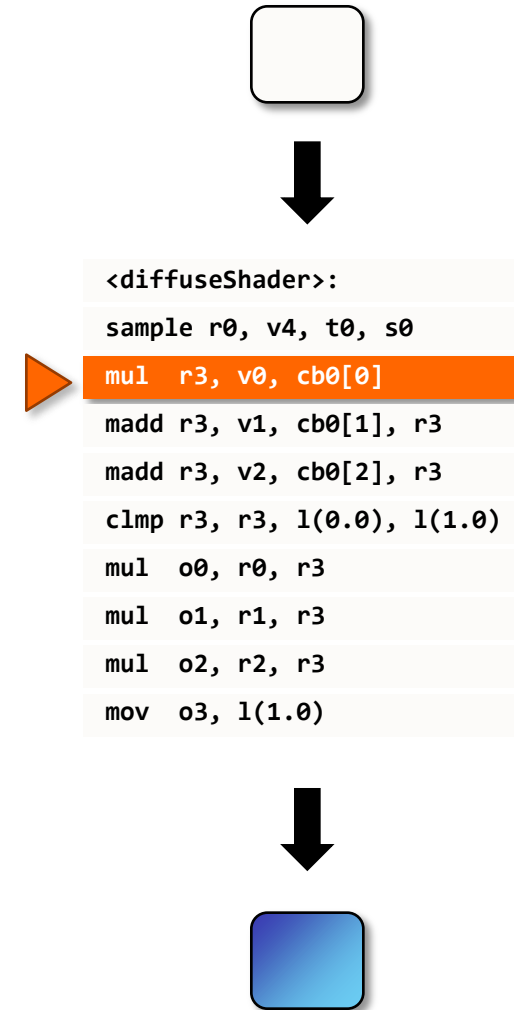 <diffuseShader>:
sample r0, v4, t0, s0
mul  r3, v0, cb0[0]
madd r3, v1, cb0[1], r3
madd r3, v2, cb0[2], r3
clmp r3, r3, l(0.0), l(1.0)
mul  o0, r0, r3
mul  o1, r1, r3
mul  o2, r2, r3
mov  o3, l(1.0)